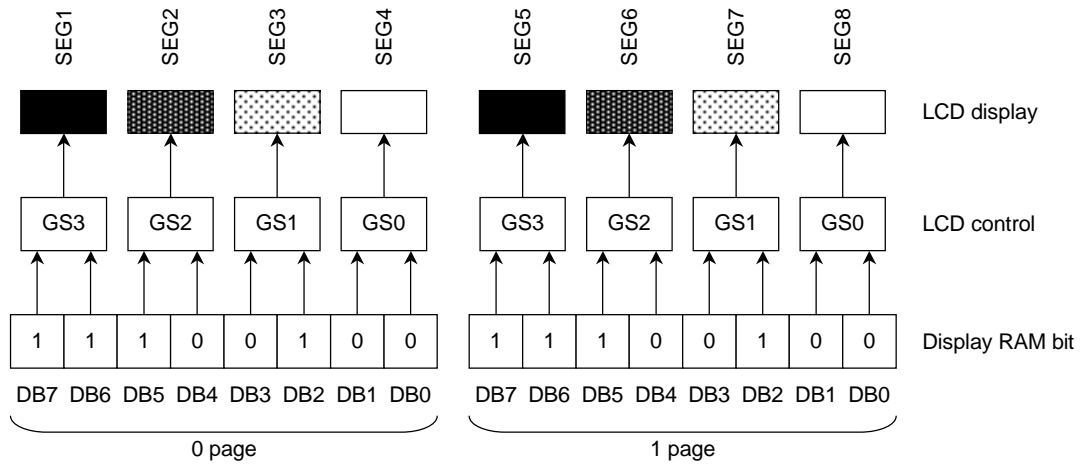 SEG1 SEG2 SEG3 SEG4 SEG5 SEG6 SEG7 SEG8
LCD display
GS3 GS2 GS1 GS0 GS3 GS2 GS1 GS0 LCD control
1 1 1 0 0 1 0 0 1 1 1 0 0 1 0 0 Display RAM bit
DB7 DB6 DB5 DB4 DB3 DB2 DB1 DB0 DB7 DB6 DB5 DB4 DB3 DB2 DB1 DB0
0 page 1 page